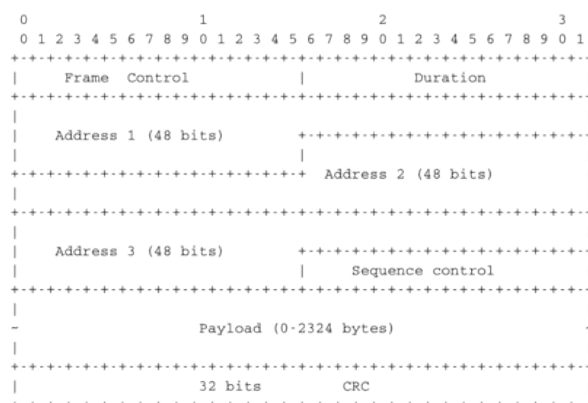 0 1 2 3
0 1 2 3 4 5 6 7 8 9 0 1 2 3 4 5 6 7 8 9 0 1 2 3 4 5 6 7 8 9 0 1
Frame Control | Duration
Address 1 (48 bits)
Address 2 (48 bits)
Address 3 (48 bits)
Sequence control
Payload (0-2324 bytes)
32 bits CRC